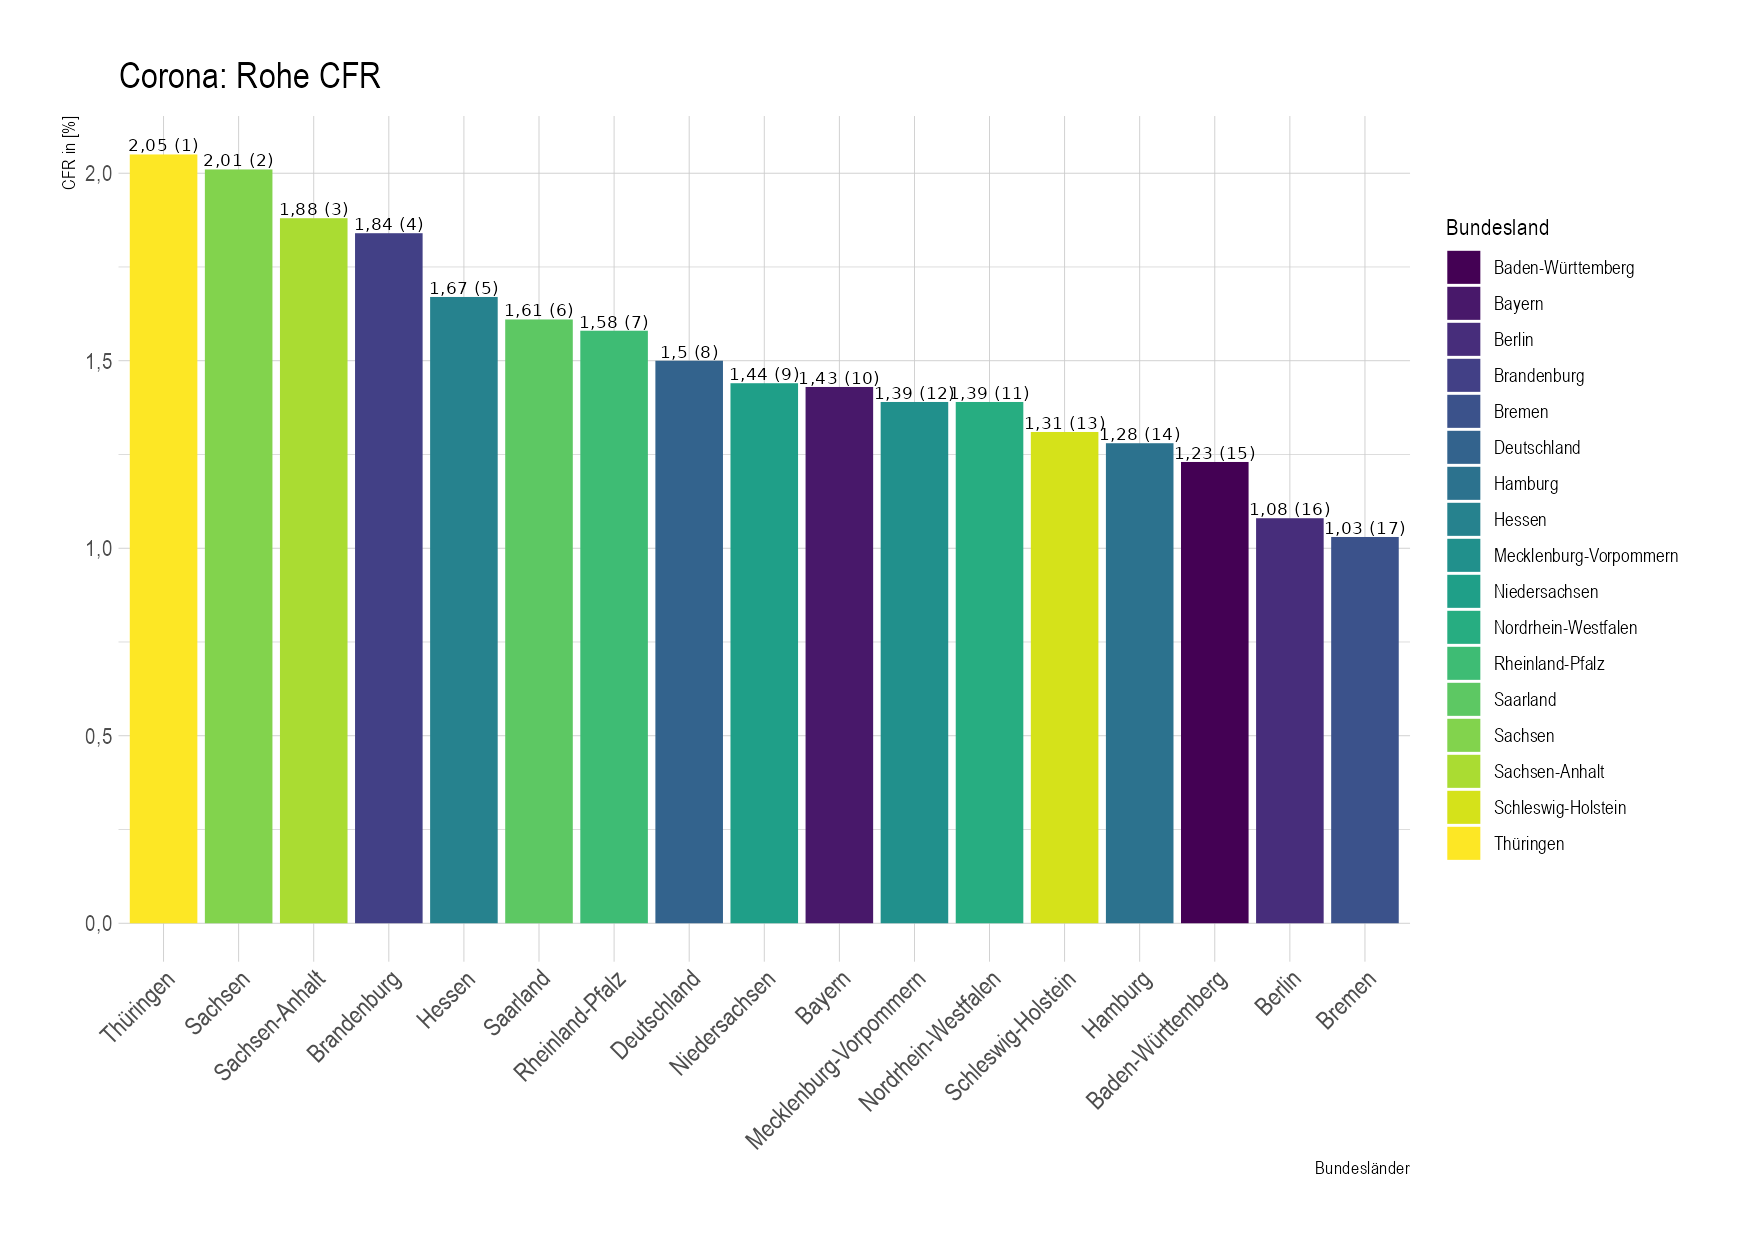 Corona: Rohe CFR
CFR in [%]
2,0
1,5
1,0
0,5
0,0
2,05 (1)
2,01 (2)
1,88 (3)
1,84 (4)
1,67 (5)
1,61 (6)
1,58 (7)
1,5 (8)
1,44 (9)
1,43 (10)
1,39 (12)
1,39 (11)
1,31 (13)
1,28 (14)
1,23 (15)
1,08 (16)
1,03 (17)
Thüringen
Sachsen
Sachsen-Anhalt
Brandenburg
Hessen
Saarland
Rheinland-Pfalz
Deutschland
Niedersachsen
Bayern
Mecklenburg-Vorpommern
Nordrhein-Westfalen
Schleswig-Holstein
Hamburg
Baden-Württemberg
Berlin
Bremen
Bundesländer
Bundesland
Baden-Württemberg
Bayern
Berlin
Brandenburg
Bremen
Deutschland
Hamburg
Hessen
Mecklenburg-Vorpommern
Niedersachsen
Nordrhein-Westfalen
Rheinland-Pfalz
Saarland
Sachsen
Sachsen-Anhalt
Schleswig-Holstein
Thüringen